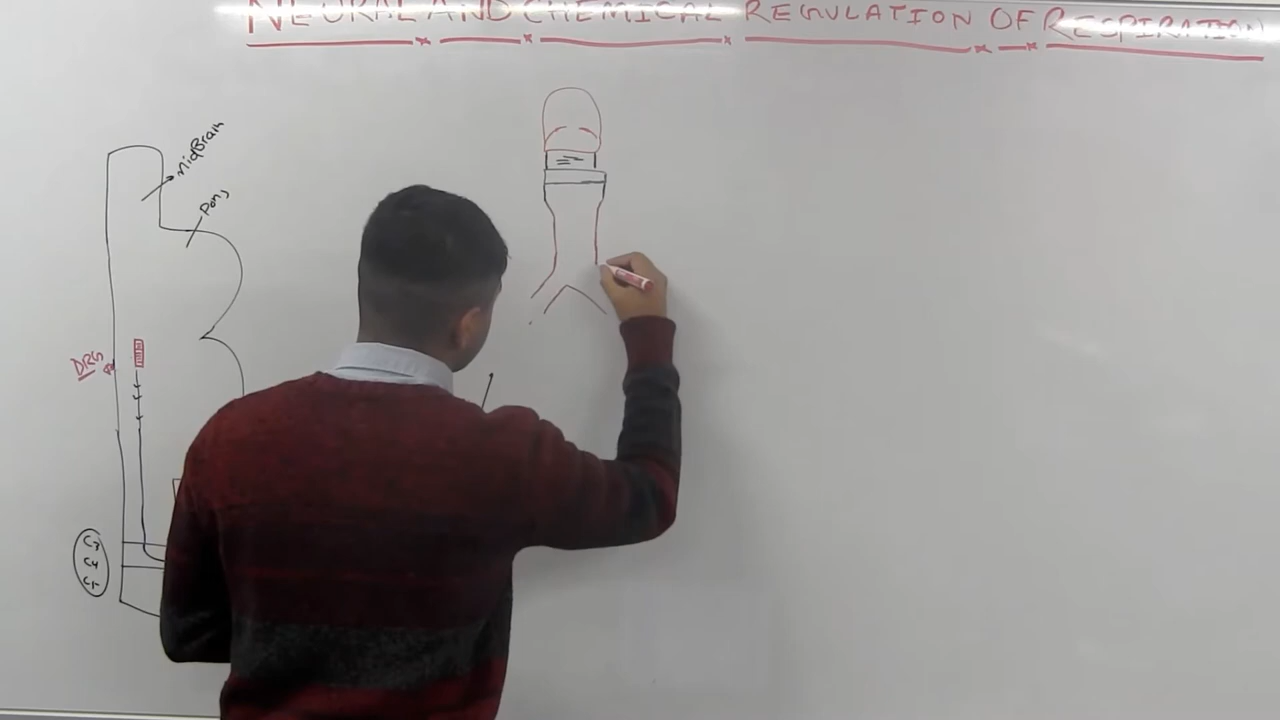 NEURAL AND CHEMICAL REGULATION OF RESPIRATION
MidBrain
Pons
DRG
C3
C4
C5